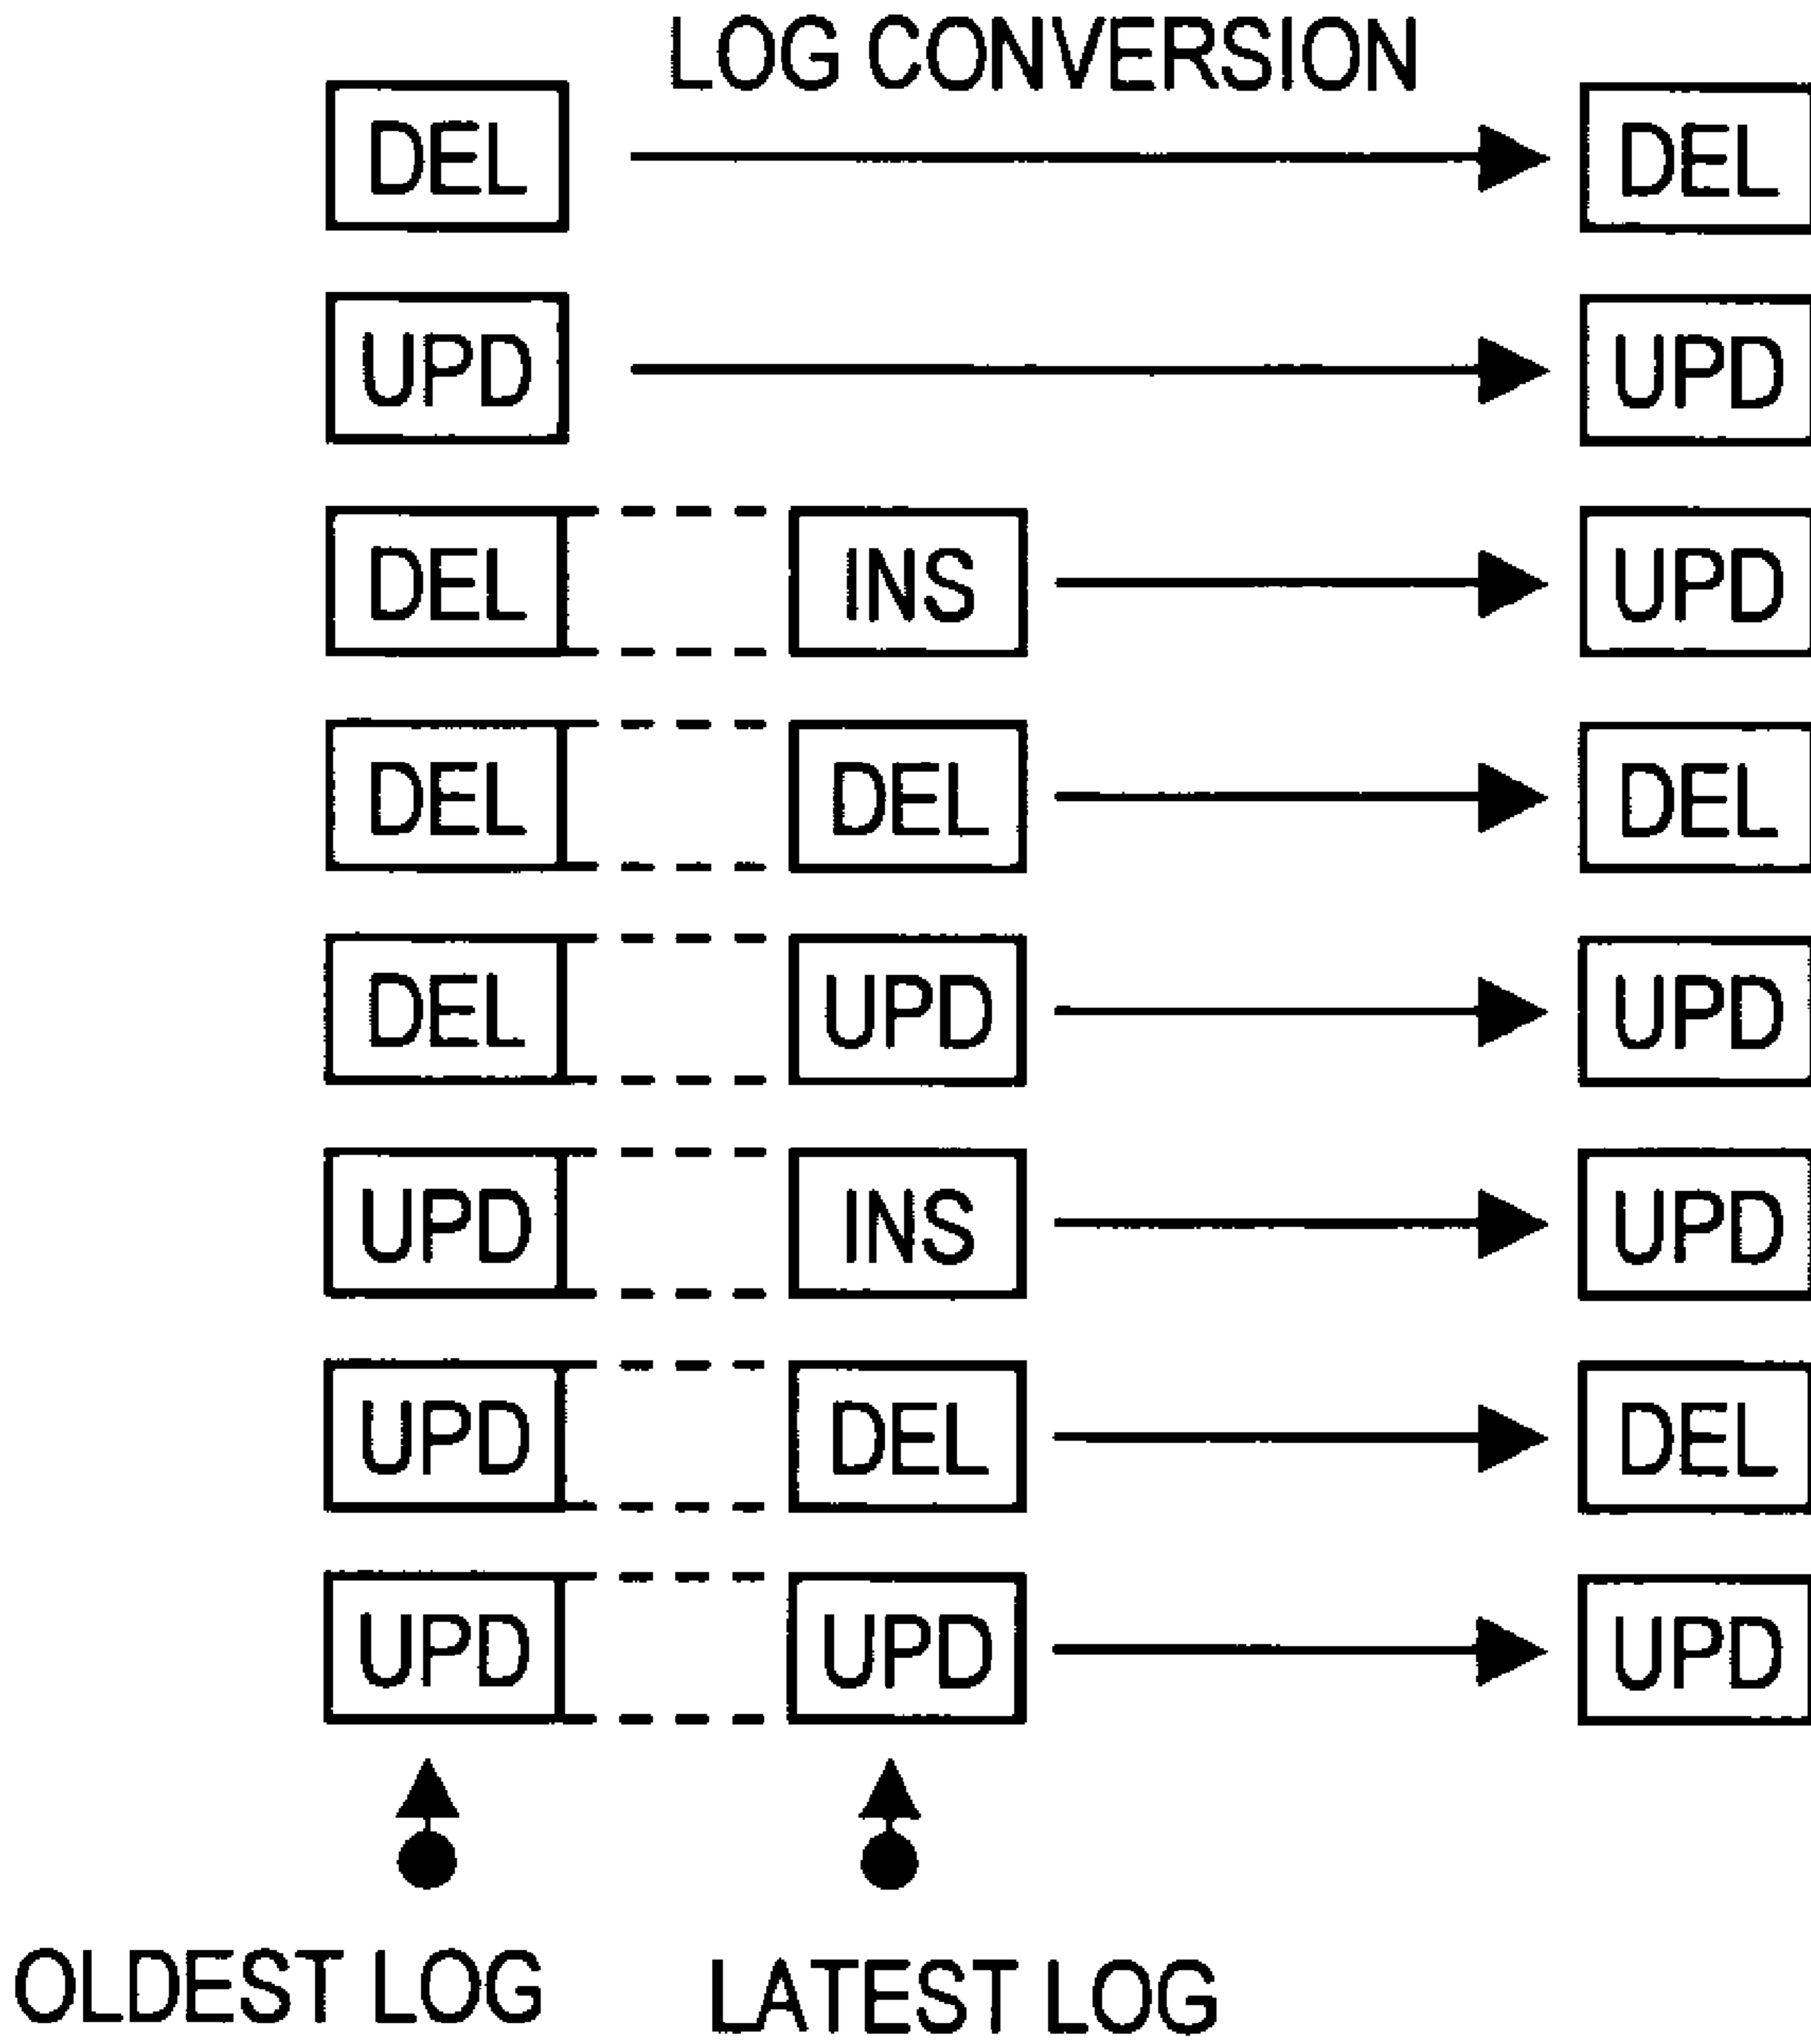 LOG CONVERSION
DEL DEL
UPD UPD
DEL INS UPD
DEL DEL DEL
DEL UPD UPD
UPD INS UPD
UPD DEL DEL
UPD UPD UPD
OLDEST LOG LATEST LOG